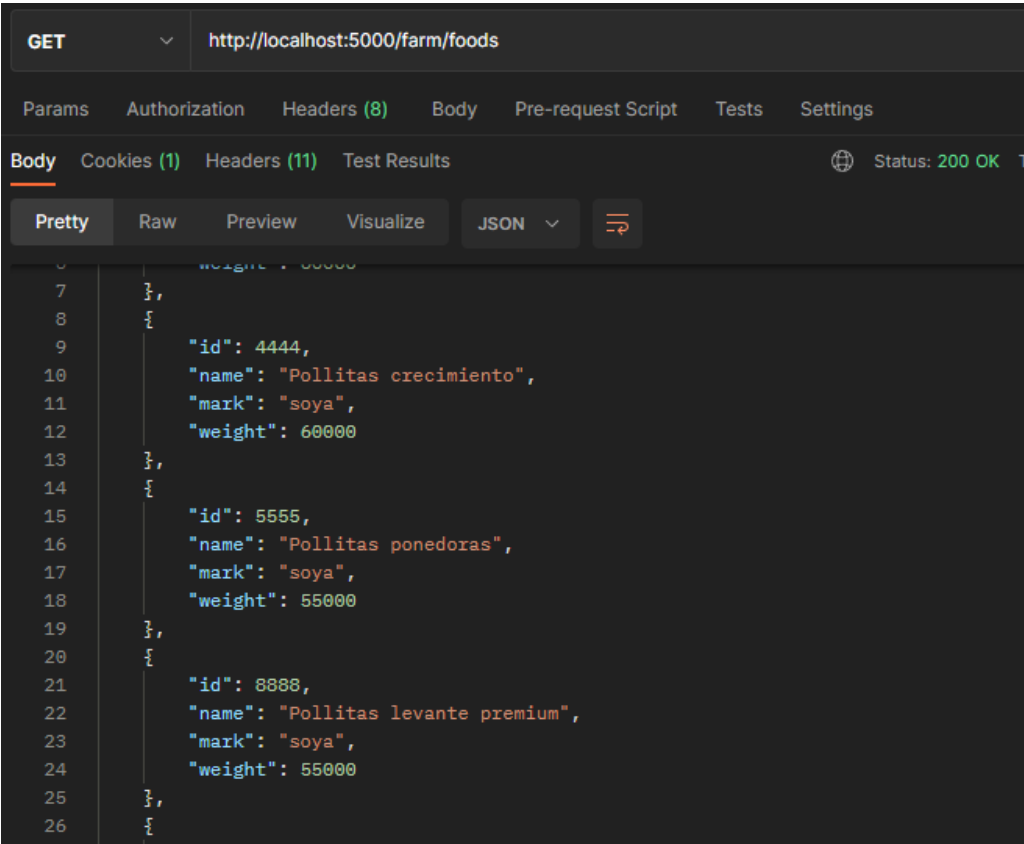 GET http://localhost:5000/farm/foods
Params Authorization Headers (8) Body Pre-request Script Tests Settings
Body Cookies (1) Headers (11) Test Results Status: 200 OK
Pretty Raw Preview Visualize JSON
7 },
8 {
9 "id": 4444,
10 "name": "Pollitas crecimiento",
11 "mark": "soya",
12 "weight": 60000
13 },
14 {
15 "id": 5555,
16 "name": "Pollitas ponedoras",
17 "mark": "soya",
18 "weight": 55000
19 },
20 {
21 "id": 8888,
22 "name": "Pollitas levante premium",
23 "mark": "soya",
24 "weight": 55000
25 },
26 {